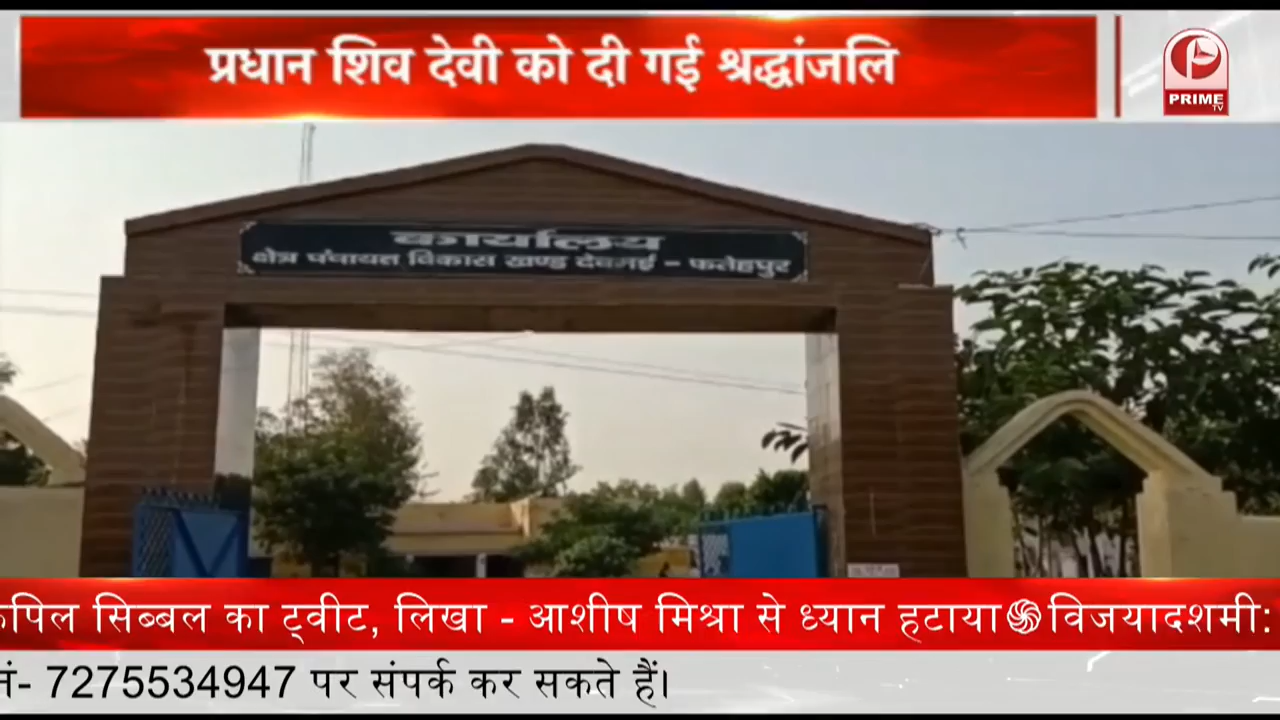 प्रधान शिव देवी को दी गई श्रद्धांजलि
PRIME
TV
कार्यालय
क्षेत्र पंचायत विकास खण्ड देवमई - फतेहपुर
कपिल सिब्बल का ट्वीट, लिखा - आशीष मिश्रा से ध्यान हटाया विजयादशमी:
नं- 7275534947 पर संपर्क कर सकते हैं।